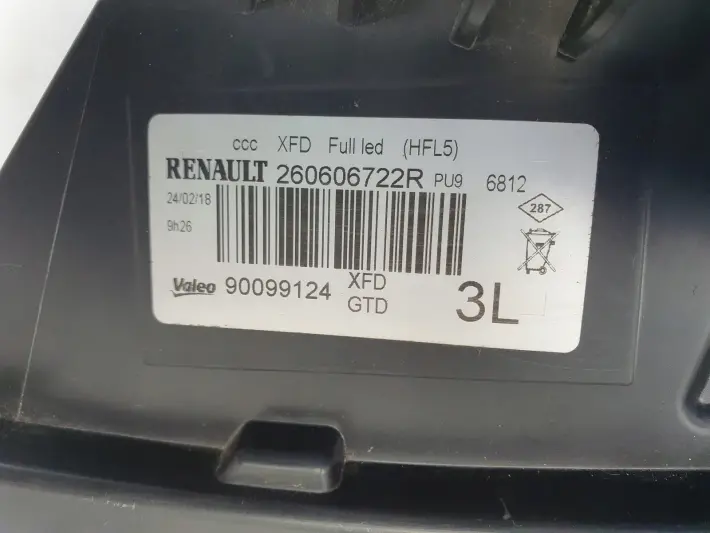 ccc XFD Full led (HFL5)
RENAULT 260606722R PU9 6812
24/02/18
9h26
287
Valeo 90099124 XFD
GTD
3L